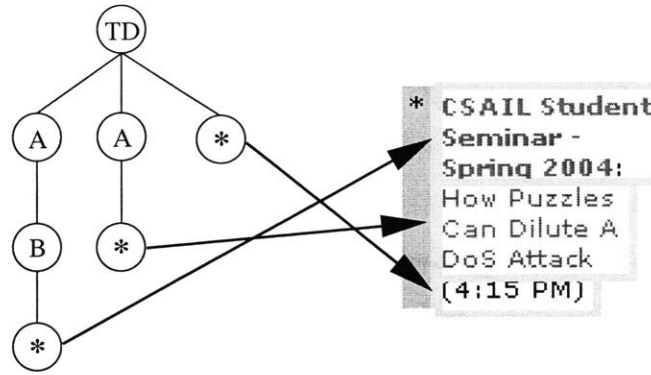 TD
A A *
B *
*
* CSAIL Student
Seminar -
Spring 2004:
How Puzzles
Can Dilute A
DoS Attack
(4:15 PM)